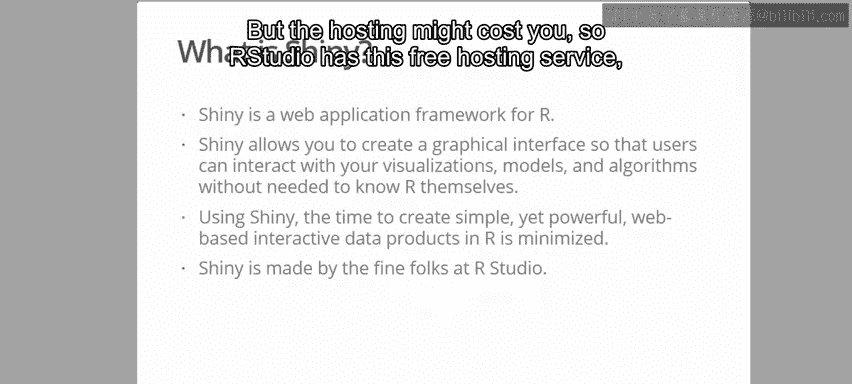 But the hosting might cost you, so
What is Shiny?
RStudio has this free hosting service,
· Shiny is a web application framework for R.
· Shiny allows you to create a graphical interface so that users
can interact with your visualizations, models, and algorithms
without needed to know R themselves.
· Using Shiny, the time to create simple, yet powerful, web-
based interactive data products in R is minimized.
· Shiny is made by the fine folks at R Studio.